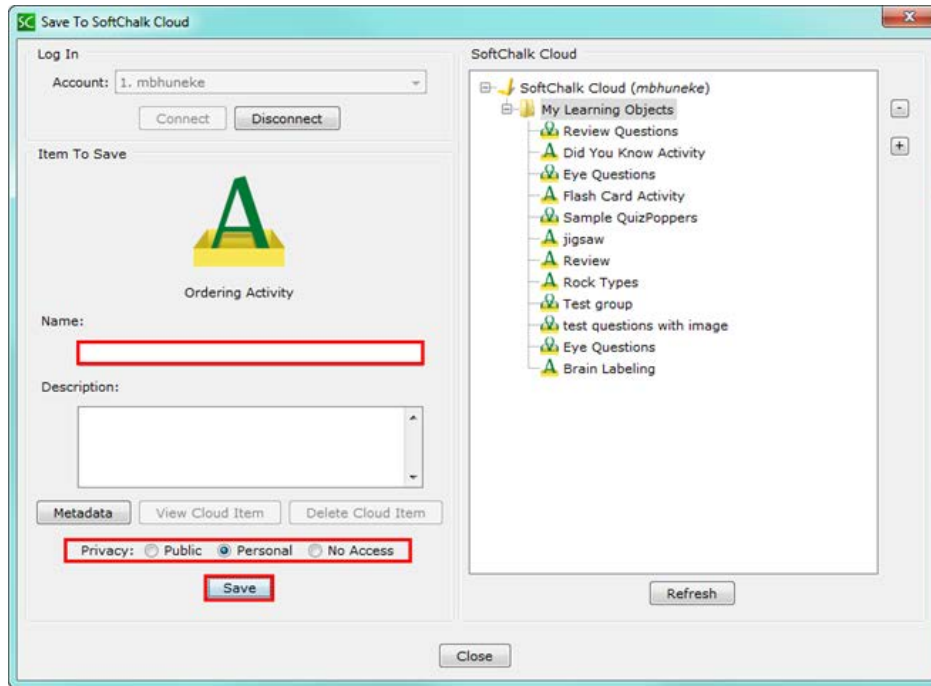 SC Save To SoftChalk Cloud
Log In
Account: 1. mbhuneke
Connect Disconnect
Item To Save
A
Ordering Activity
Name:
Description:
Metadata View Cloud Item Delete Cloud Item
Privacy: Public Personal No Access
Save
SoftChalk Cloud
SoftChalk Cloud (mbhuneke)
My Learning Objects
Review Questions
A Did You Know Activity
Eye Questions
A Flash Card Activity
Sample QuizPoppers
A jigsaw
A Review
A Rock Types
Test group
test questions with image
Eye Questions
A Brain Labeling
Refresh
Close